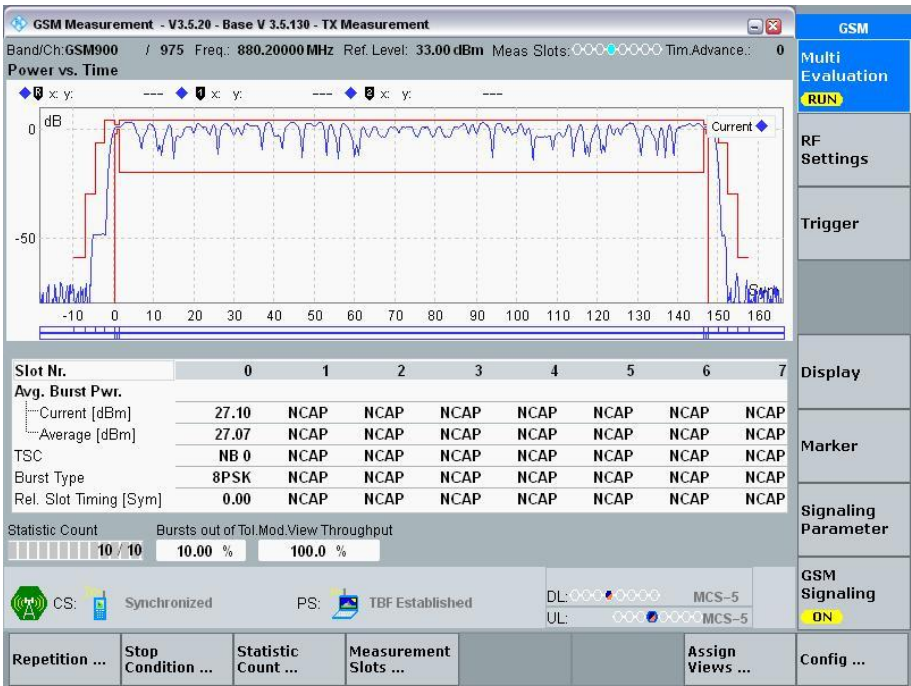 GSM Measurement - V3.5.20 - Base V 3.5.130 - TX Measurement
GSM
Band/Ch:GSM900 / 975 Freq.: 880.20000 MHz Ref. Level: 33.00 dBm Meas Slots: Tim.Advance.: 0
Power vs. Time
Multi Evaluation
RUN
R x: y: --- 1 x: y: --- 2 x: y: ---
dB
Current
0
-50
Sym
-10 0 10 20 30 40 50 60 70 80 90 100 110 120 130 140 150 160
RF Settings
Trigger
Slot Nr. 0 1 2 3 4 5 6 7
Avg. Burst Pwr.
Current [dBm] 27.10 NCAP NCAP NCAP NCAP NCAP NCAP NCAP
Average [dBm] 27.07 NCAP NCAP NCAP NCAP NCAP NCAP NCAP
TSC NB 0 NCAP NCAP NCAP NCAP NCAP NCAP NCAP
Burst Type 8PSK NCAP NCAP NCAP NCAP NCAP NCAP NCAP
Rel. Slot Timing [Sym] 0.00 NCAP NCAP NCAP NCAP NCAP NCAP NCAP
Display
Marker
Signaling Parameter
Statistic Count Bursts out of Tol. Mod.View Throughput
10 / 10 10.00 % 100.0 %
CS: Synchronized PS: TBF Established
DL: MCS-5
UL: MCS-5
GSM Signaling
ON
Repetition ...
Stop Condition ...
Statistic Count ...
Measurement Slots ...
Assign Views ...
Config ...